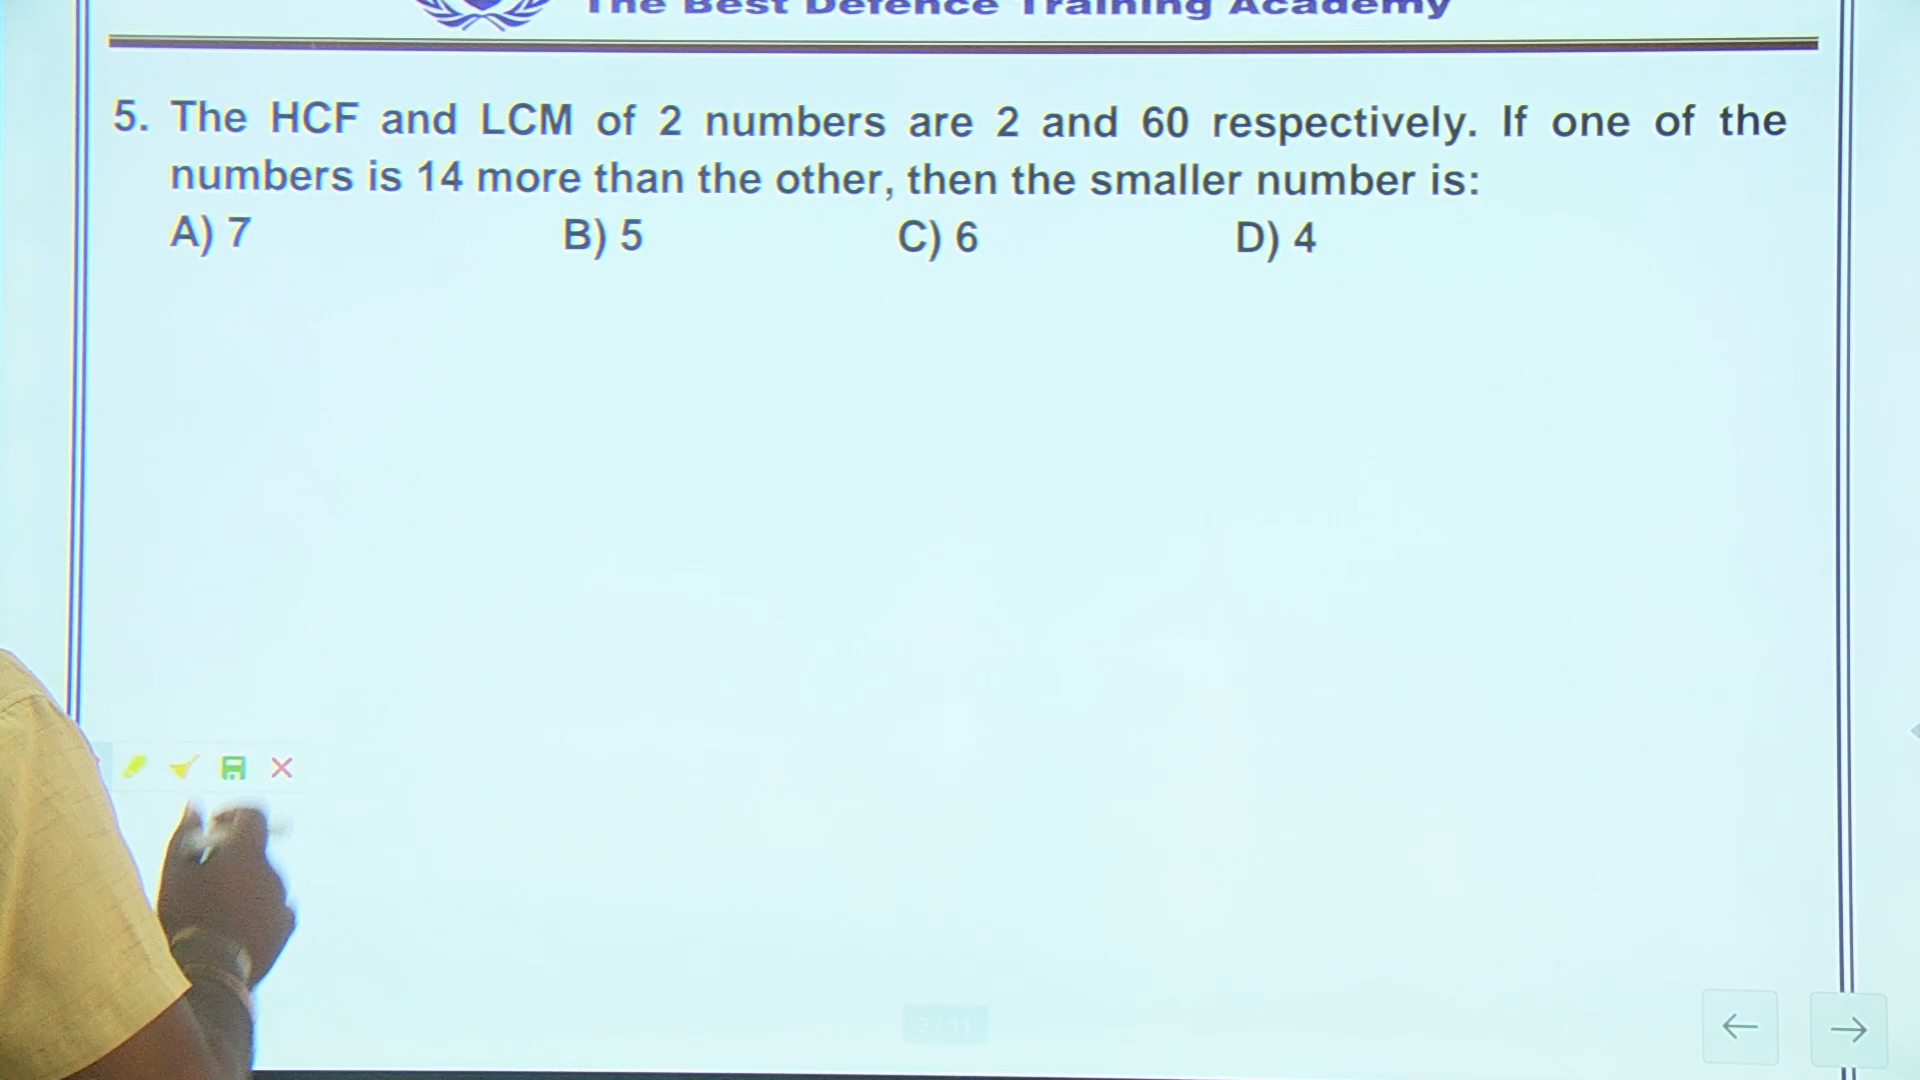 The Best Defence Training Academy
5. The HCF and LCM of 2 numbers are 2 and 60 respectively. If one of the
numbers is 14 more than the other, then the smaller number is:
A) 7 B) 5 C) 6 D) 4